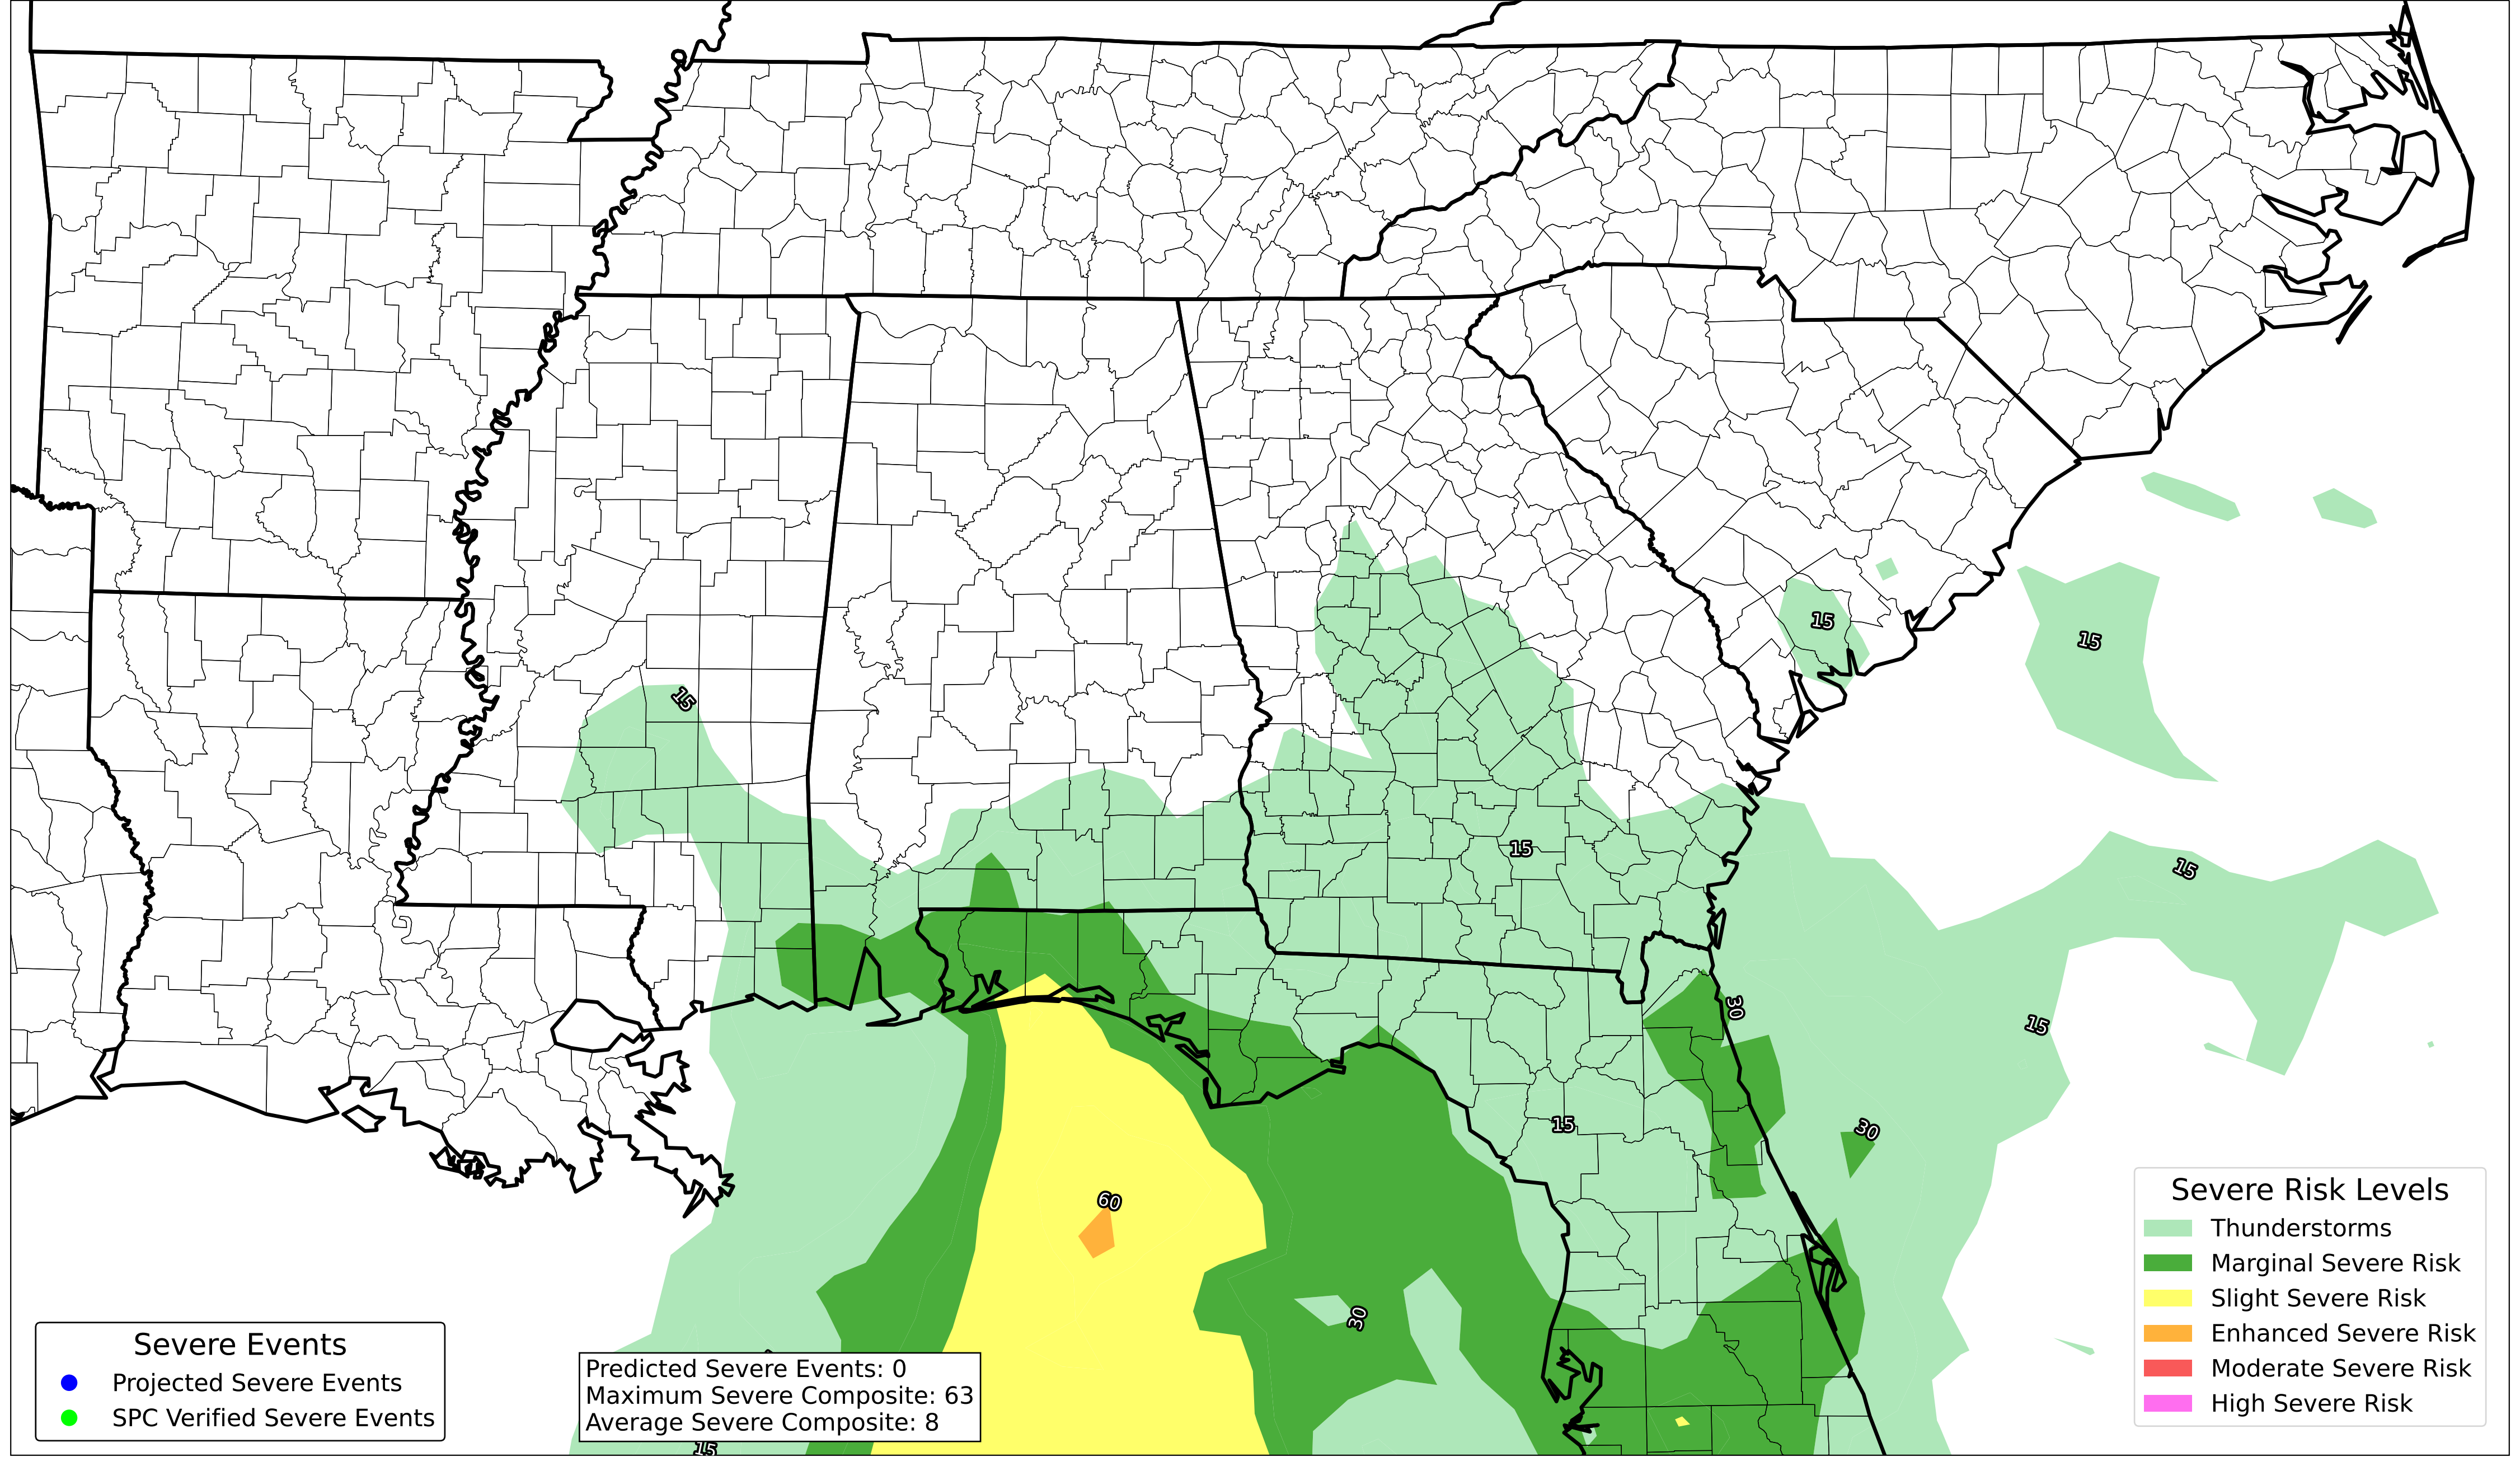 15
15
15
15
15
30
15
15
30
60
30
15
Severe Events
Projected Severe Events
SPC Verified Severe Events
Predicted Severe Events: 0
Maximum Severe Composite: 63
Average Severe Composite: 8
Severe Risk Levels
Thunderstorms
Marginal Severe Risk
Slight Severe Risk
Enhanced Severe Risk
Moderate Severe Risk
High Severe Risk